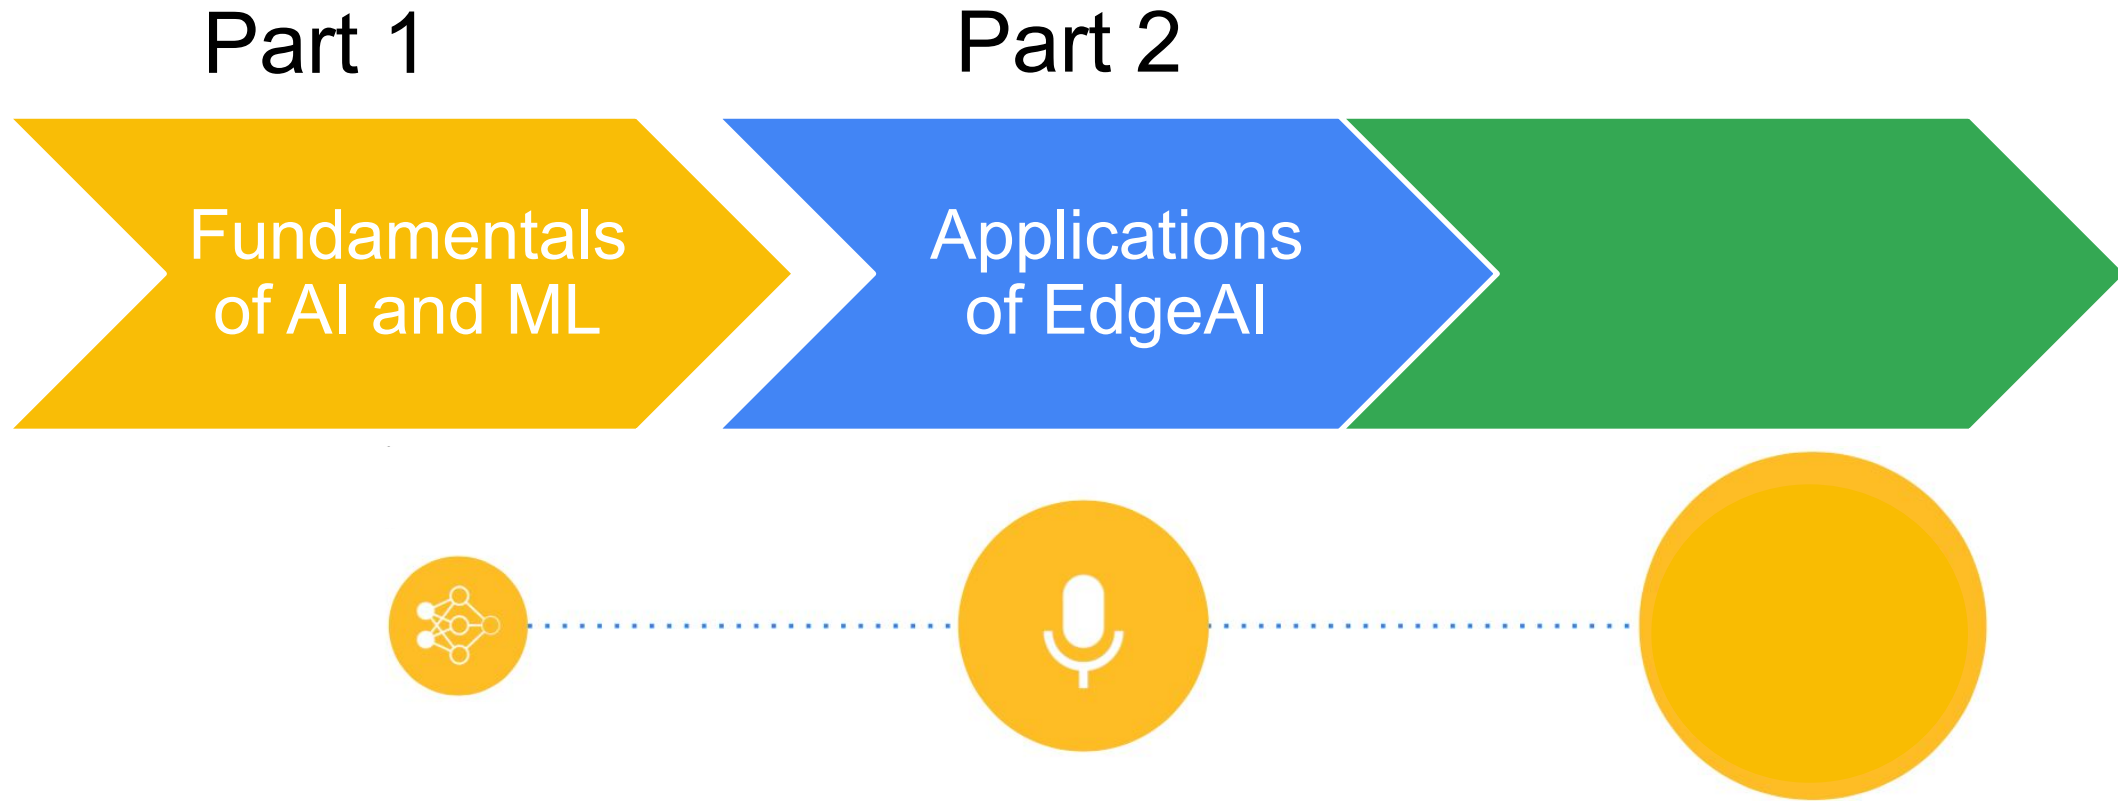 Part 1
Part 2
Fundamentals
of AI and ML
Applications
of EdgeAI